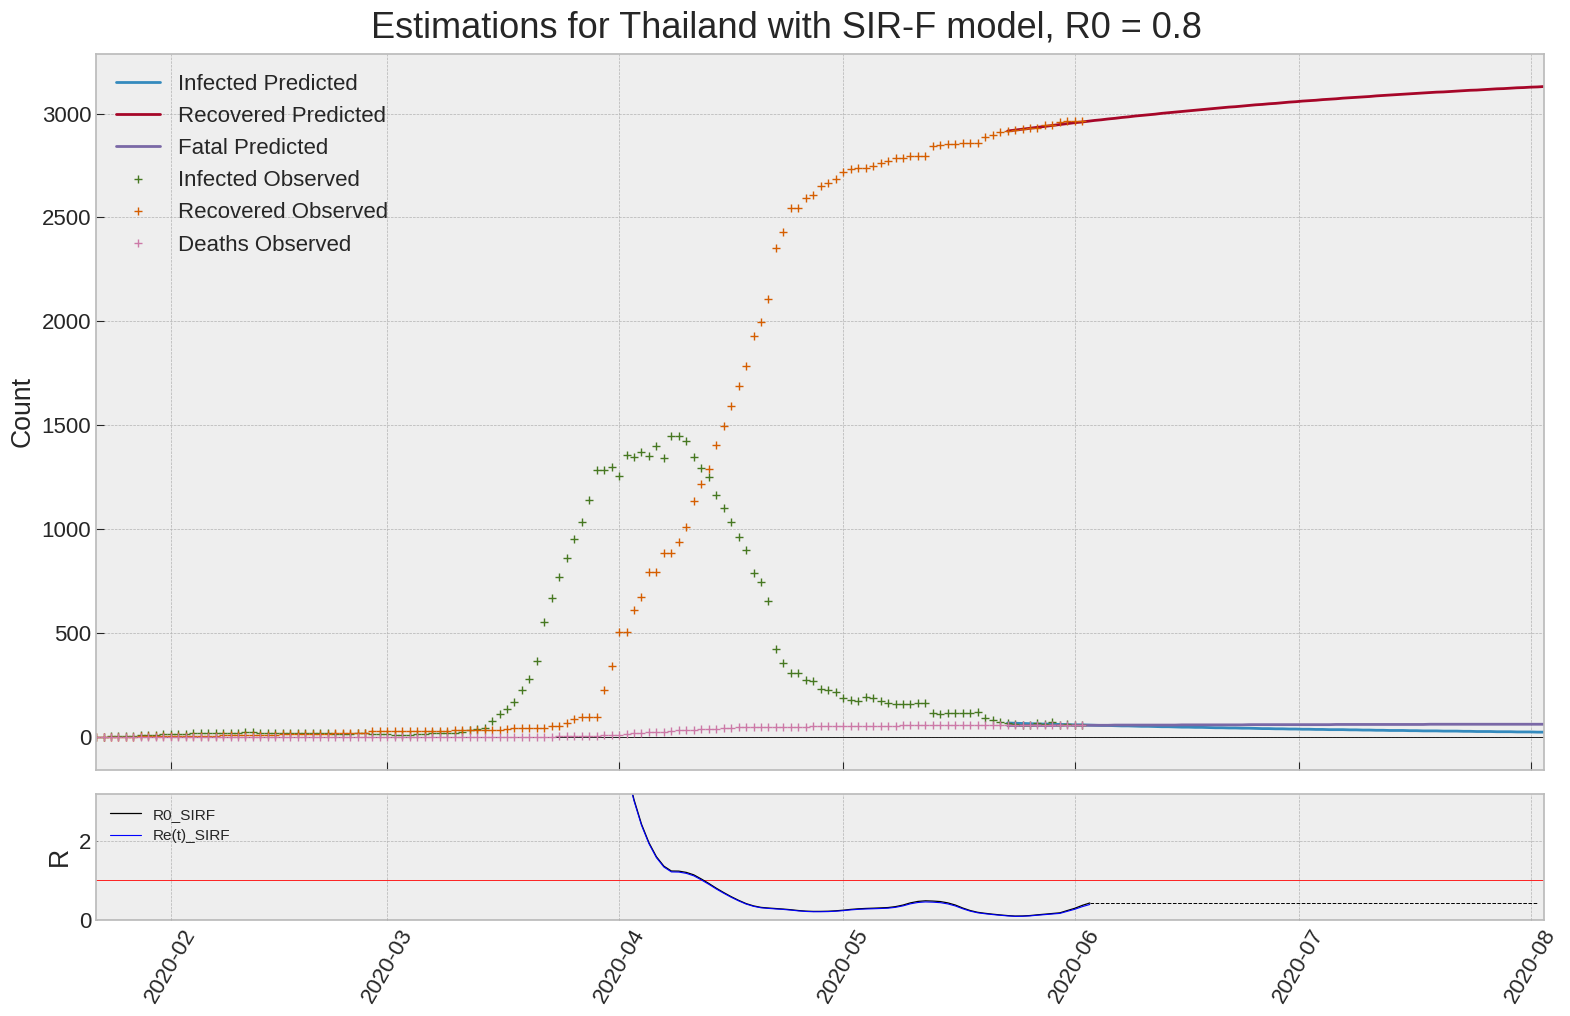 Estimations for Thailand with SIR-F model, R0 = 0.8
Infected Predicted
Recovered Predicted
Fatal Predicted
Infected Observed
Recovered Observed
Deaths Observed
3000
2500
2000
1500
1000
500
0
Count
R0_SIRF
Re(t)_SIRF
2
0
R
2020-02
2020-03
2020-04
2020-05
2020-06
2020-07
2020-08